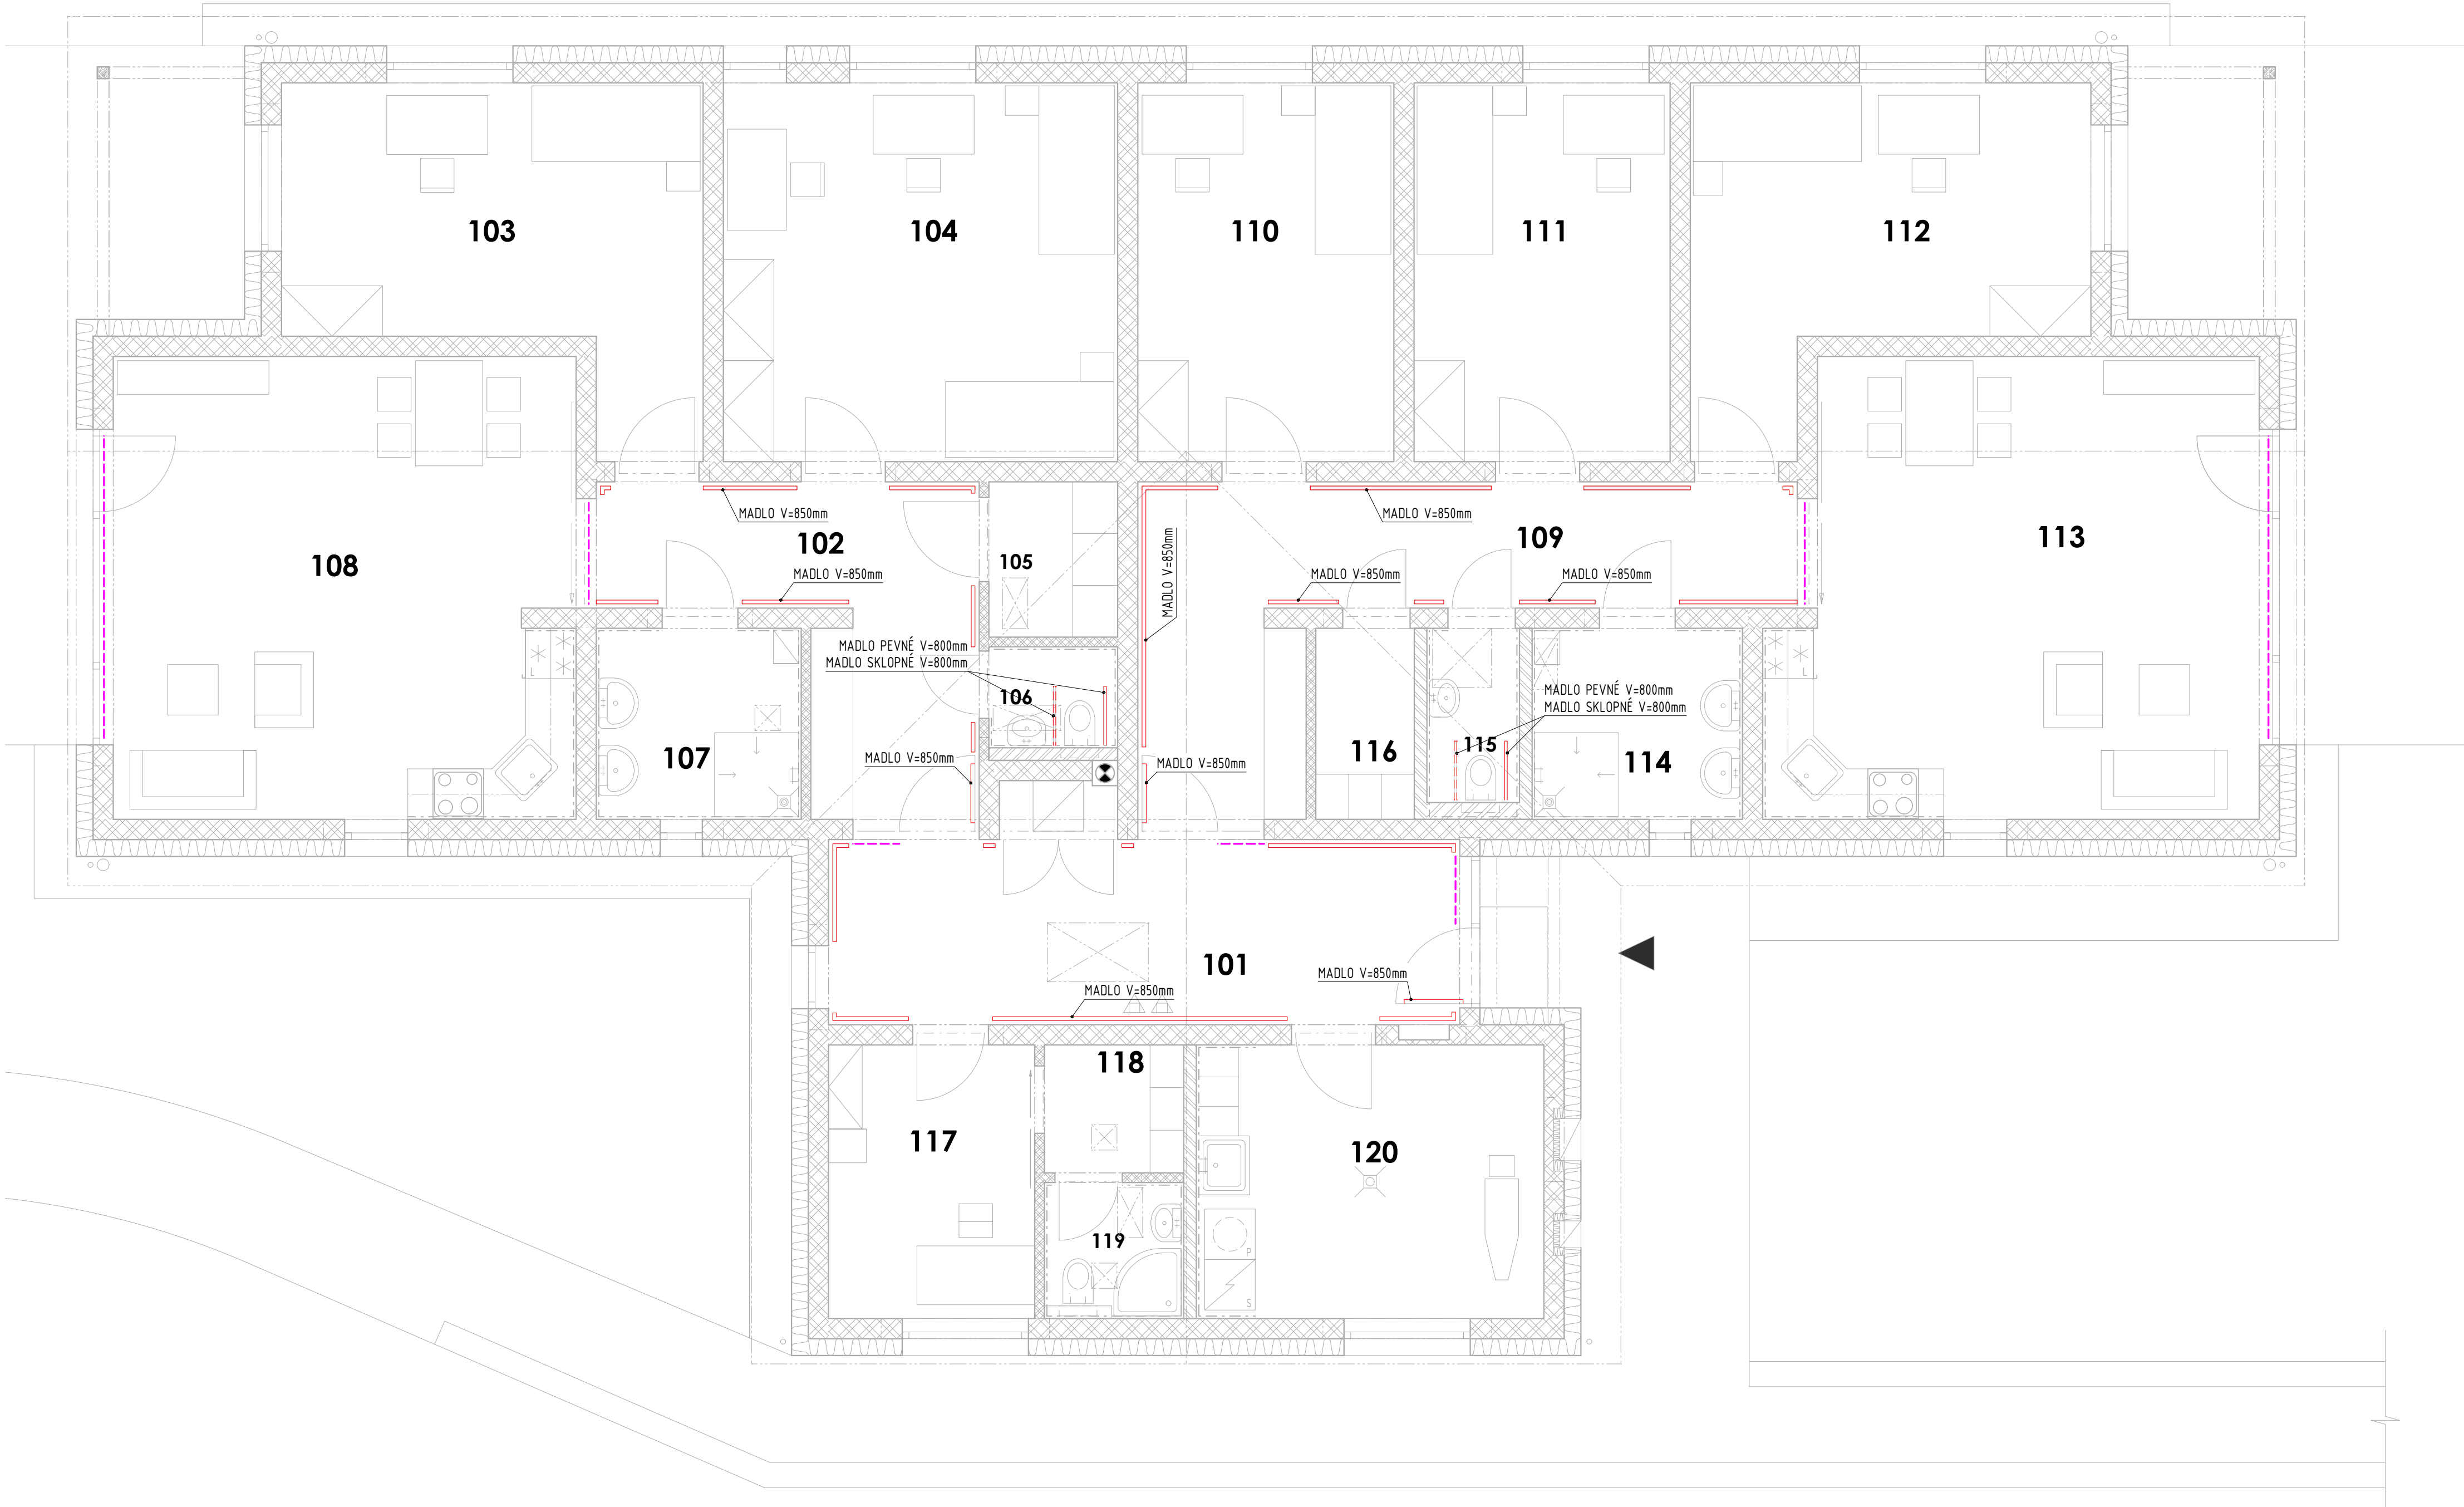 103
104
110
111
112
MADLO V=850mm
MADLO V=850mm
102
109
113
108
105
MADLO V=850mm
MADLO V=850mm
MADLO V=850mm
MADLO V=850mm
MADLO PEVNÉ V=800mm
MADLO SKLOPNÉ V=800mm
L
L
106
MADLO PEVNÉ V=800mm
MADLO SKLOPNÉ V=800mm
107
116
115
114
MADLO V=850mm
MADLO V=850mm
101
MADLO V=850mm
MADLO V=850mm
118
117
120
119
P
S